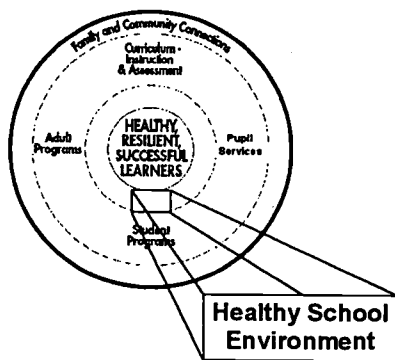 Family and Community Connections
Curriculum -
Instruction
& Assessment
Adult
Programs
HEALTHY,
RESILIENT,
SUCCESSFUL
LEARNERS
Pupil
Services
Student
Programs
Healthy School
Environment